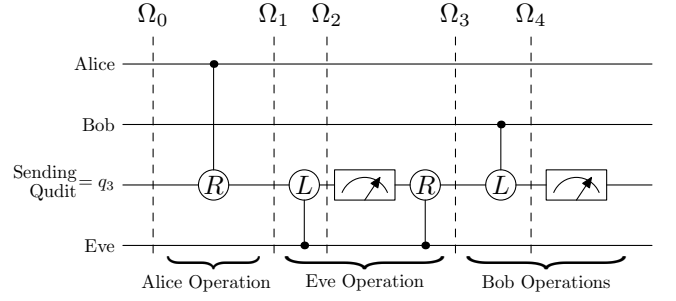 Ω₀ Ω₁ Ω₂ Ω₃ Ω₄
Alice
Bob
Sending
Qudit = q₃
R L R L
Eve
Alice Operation Eve Operation Bob Operations